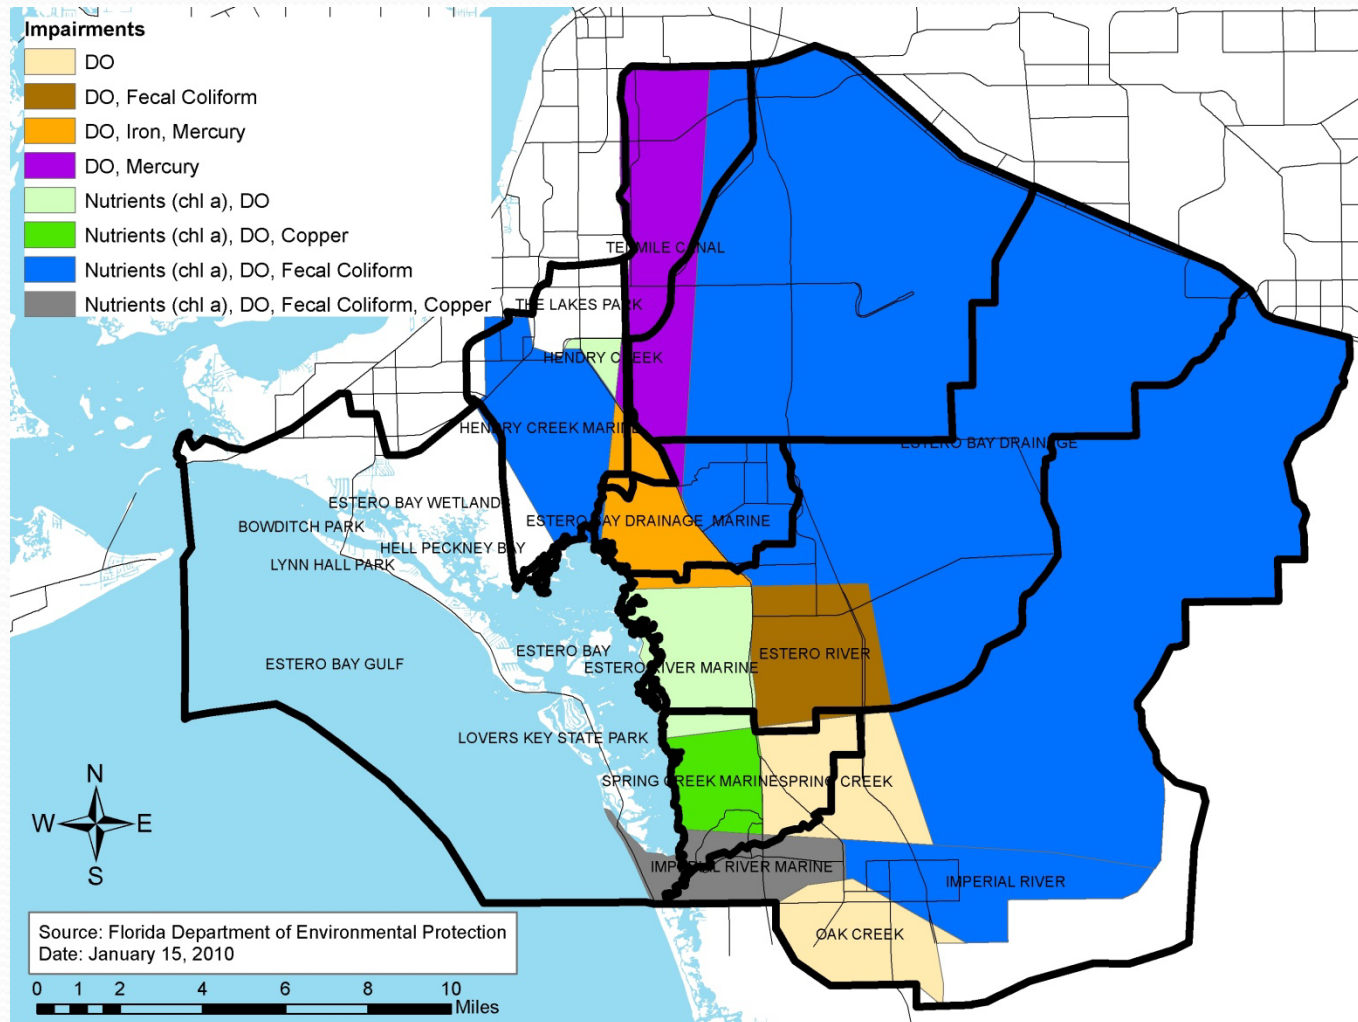 Impairments
DO
DO, Fecal Coliform
DO, Iron, Mercury
DO, Mercury
Nutrients (chl a), DO
Nutrients (chl a), DO, Copper
Nutrients (chl a), DO, Fecal Coliform
Nutrients (chl a), DO, Fecal Coliform, Copper
TENMILE CANAL
THE LAKES PARK
HENDRY CREEK
HENDRY CREEK MARINE
ESTERO BAY DRAINAGE
ESTERO BAY WETLAND
BOWDITCH PARK
ESTERO BAY DRAINAGE MARINE
HELL PECKNEY BAY
LYNN HALL PARK
ESTERO BAY
ESTERO RIVER
ESTERO BAY GULF
ESTERO RIVER MARINE
LOVERS KEY STATE PARK
SPRING CREEK MARINE
SPRING CREEK
N
W
E
S
IMPERIAL RIVER MARINE
IMPERIAL RIVER
OAK CREEK
Source: Florida Department of Environmental Protection
Date: January 15, 2010
0 1 2 4 6 8 10
Miles